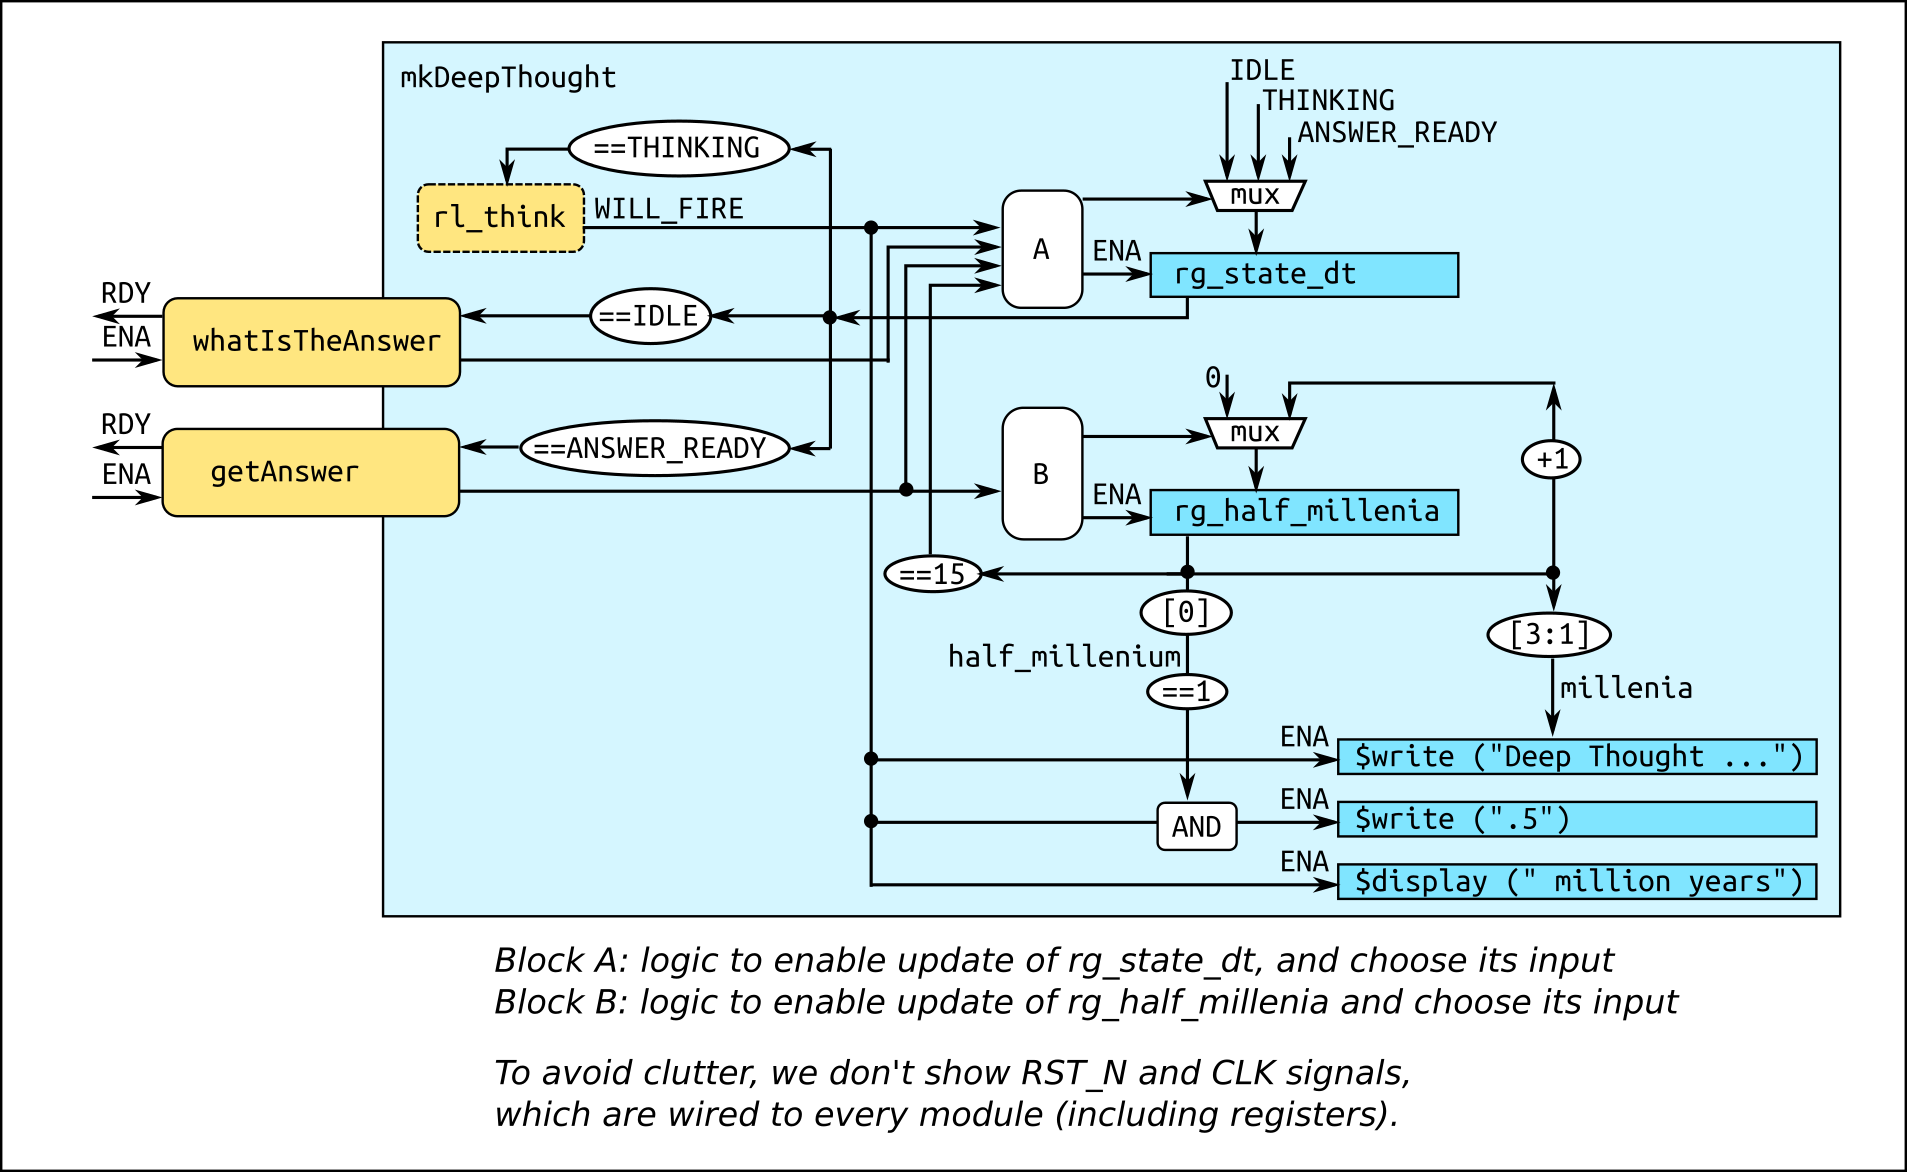 mkDeepThought
IDLE
THINKING
ANSWER_READY
==THINKING
mux
rl_think
WILL_FIRE
A
ENA
rg_state_dt
RDY
ENA
whatIsTheAnswer
==IDLE
0
mux
RDY
ENA
getAnswer
==ANSWER_READY
B
+1
ENA
rg_half_millenia
==15
[0]
[3:1]
half_millenium
==1
millenia
ENA
$write ("Deep Thought ...")
ENA
$write (".5")
AND
ENA
$display (" million years")
Block A: logic to enable update of rg_state_dt, and choose its input
Block B: logic to enable update of rg_half_millenia and choose its input
To avoid clutter, we don't show RST_N and CLK signals,
which are wired to every module (including registers).